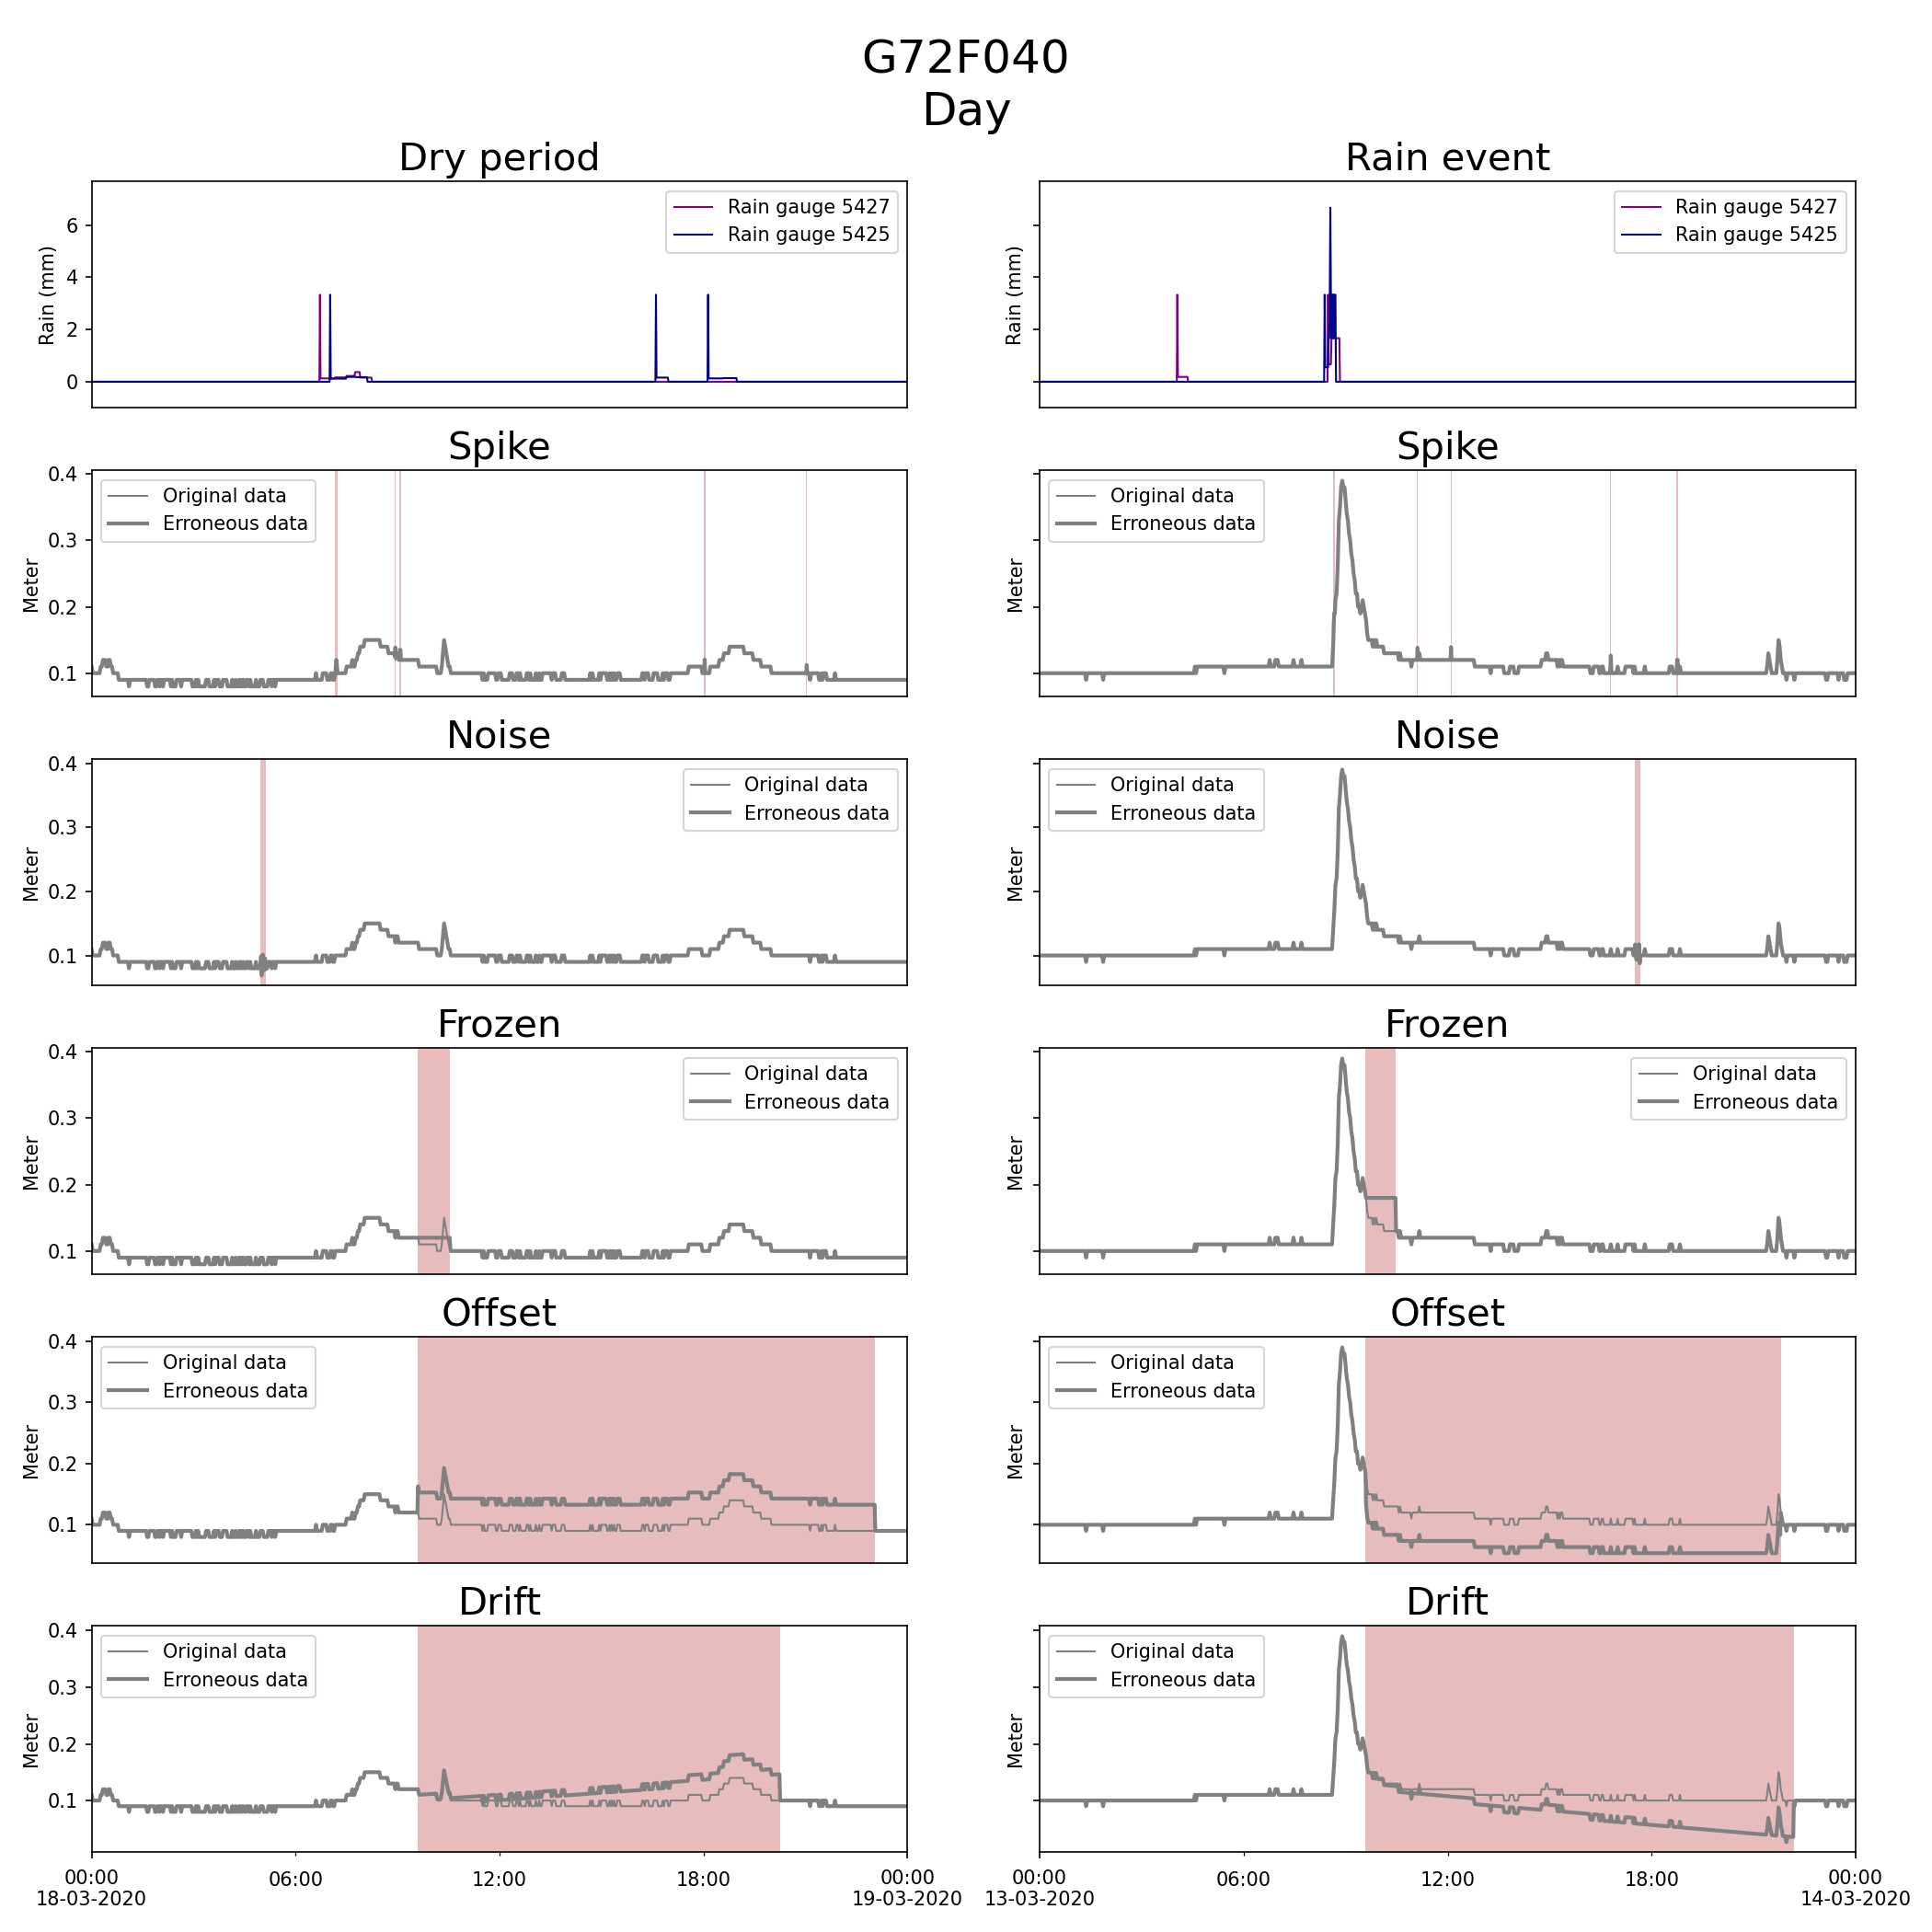 G72F040
Day
Dry period
Rain event
Rain (mm)
6
4
2
0
Rain gauge 5427
Rain gauge 5425
Rain (mm)
Rain gauge 5427
Rain gauge 5425
Spike
Spike
Meter
0.4
0.3
0.2
0.1
Original data
Erroneous data
Meter
Original data
Erroneous data
Noise
Noise
Meter
0.4
0.3
0.2
0.1
Original data
Erroneous data
Meter
Original data
Erroneous data
Frozen
Frozen
Meter
0.4
0.3
0.2
0.1
Original data
Erroneous data
Meter
Original data
Erroneous data
Offset
Offset
Meter
0.4
0.3
0.2
0.1
Original data
Erroneous data
Meter
Original data
Erroneous data
Drift
Drift
Meter
0.4
0.3
0.2
0.1
Original data
Erroneous data
Meter
Original data
Erroneous data
00:00
18-03-2020
06:00
12:00
18:00
00:00
19-03-2020
00:00
13-03-2020
06:00
12:00
18:00
00:00
14-03-2020